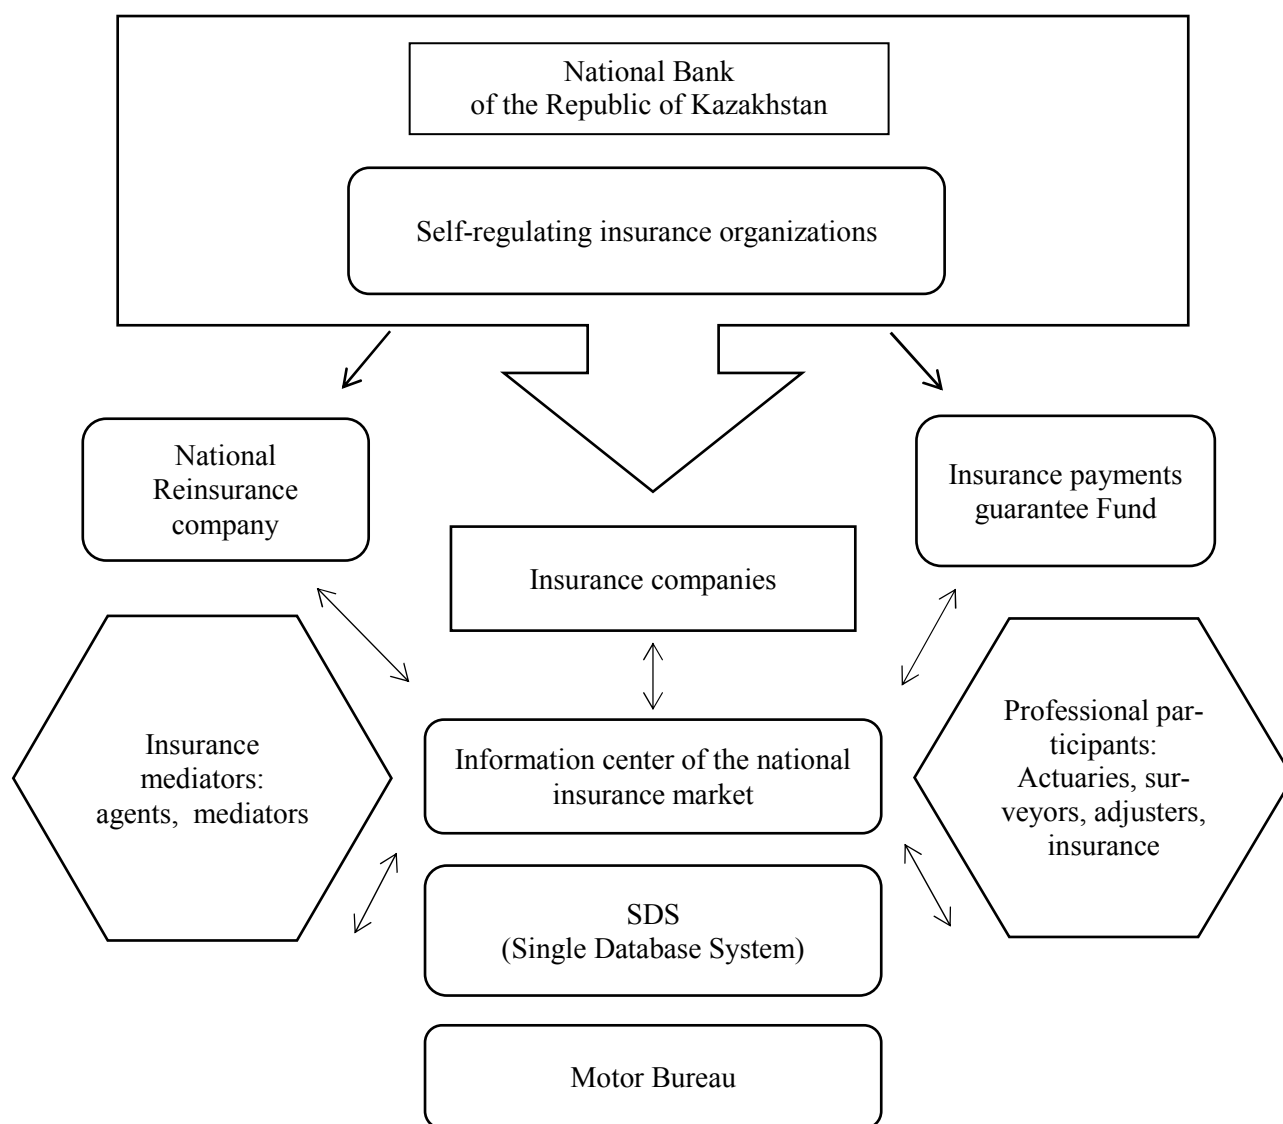 National Bank
of the Republic of Kazakhstan
Self-regulating insurance organizations
National
Reinsurance
company
Insurance payments
guarantee Fund
Insurance companies
Insurance
mediators:
agents,  mediators
Information center of the national
insurance market
Professional par-
ticipants:
Actuaries, sur-
veyors, adjusters,
insurance
SDS
(Single Database System)
Motor Bureau